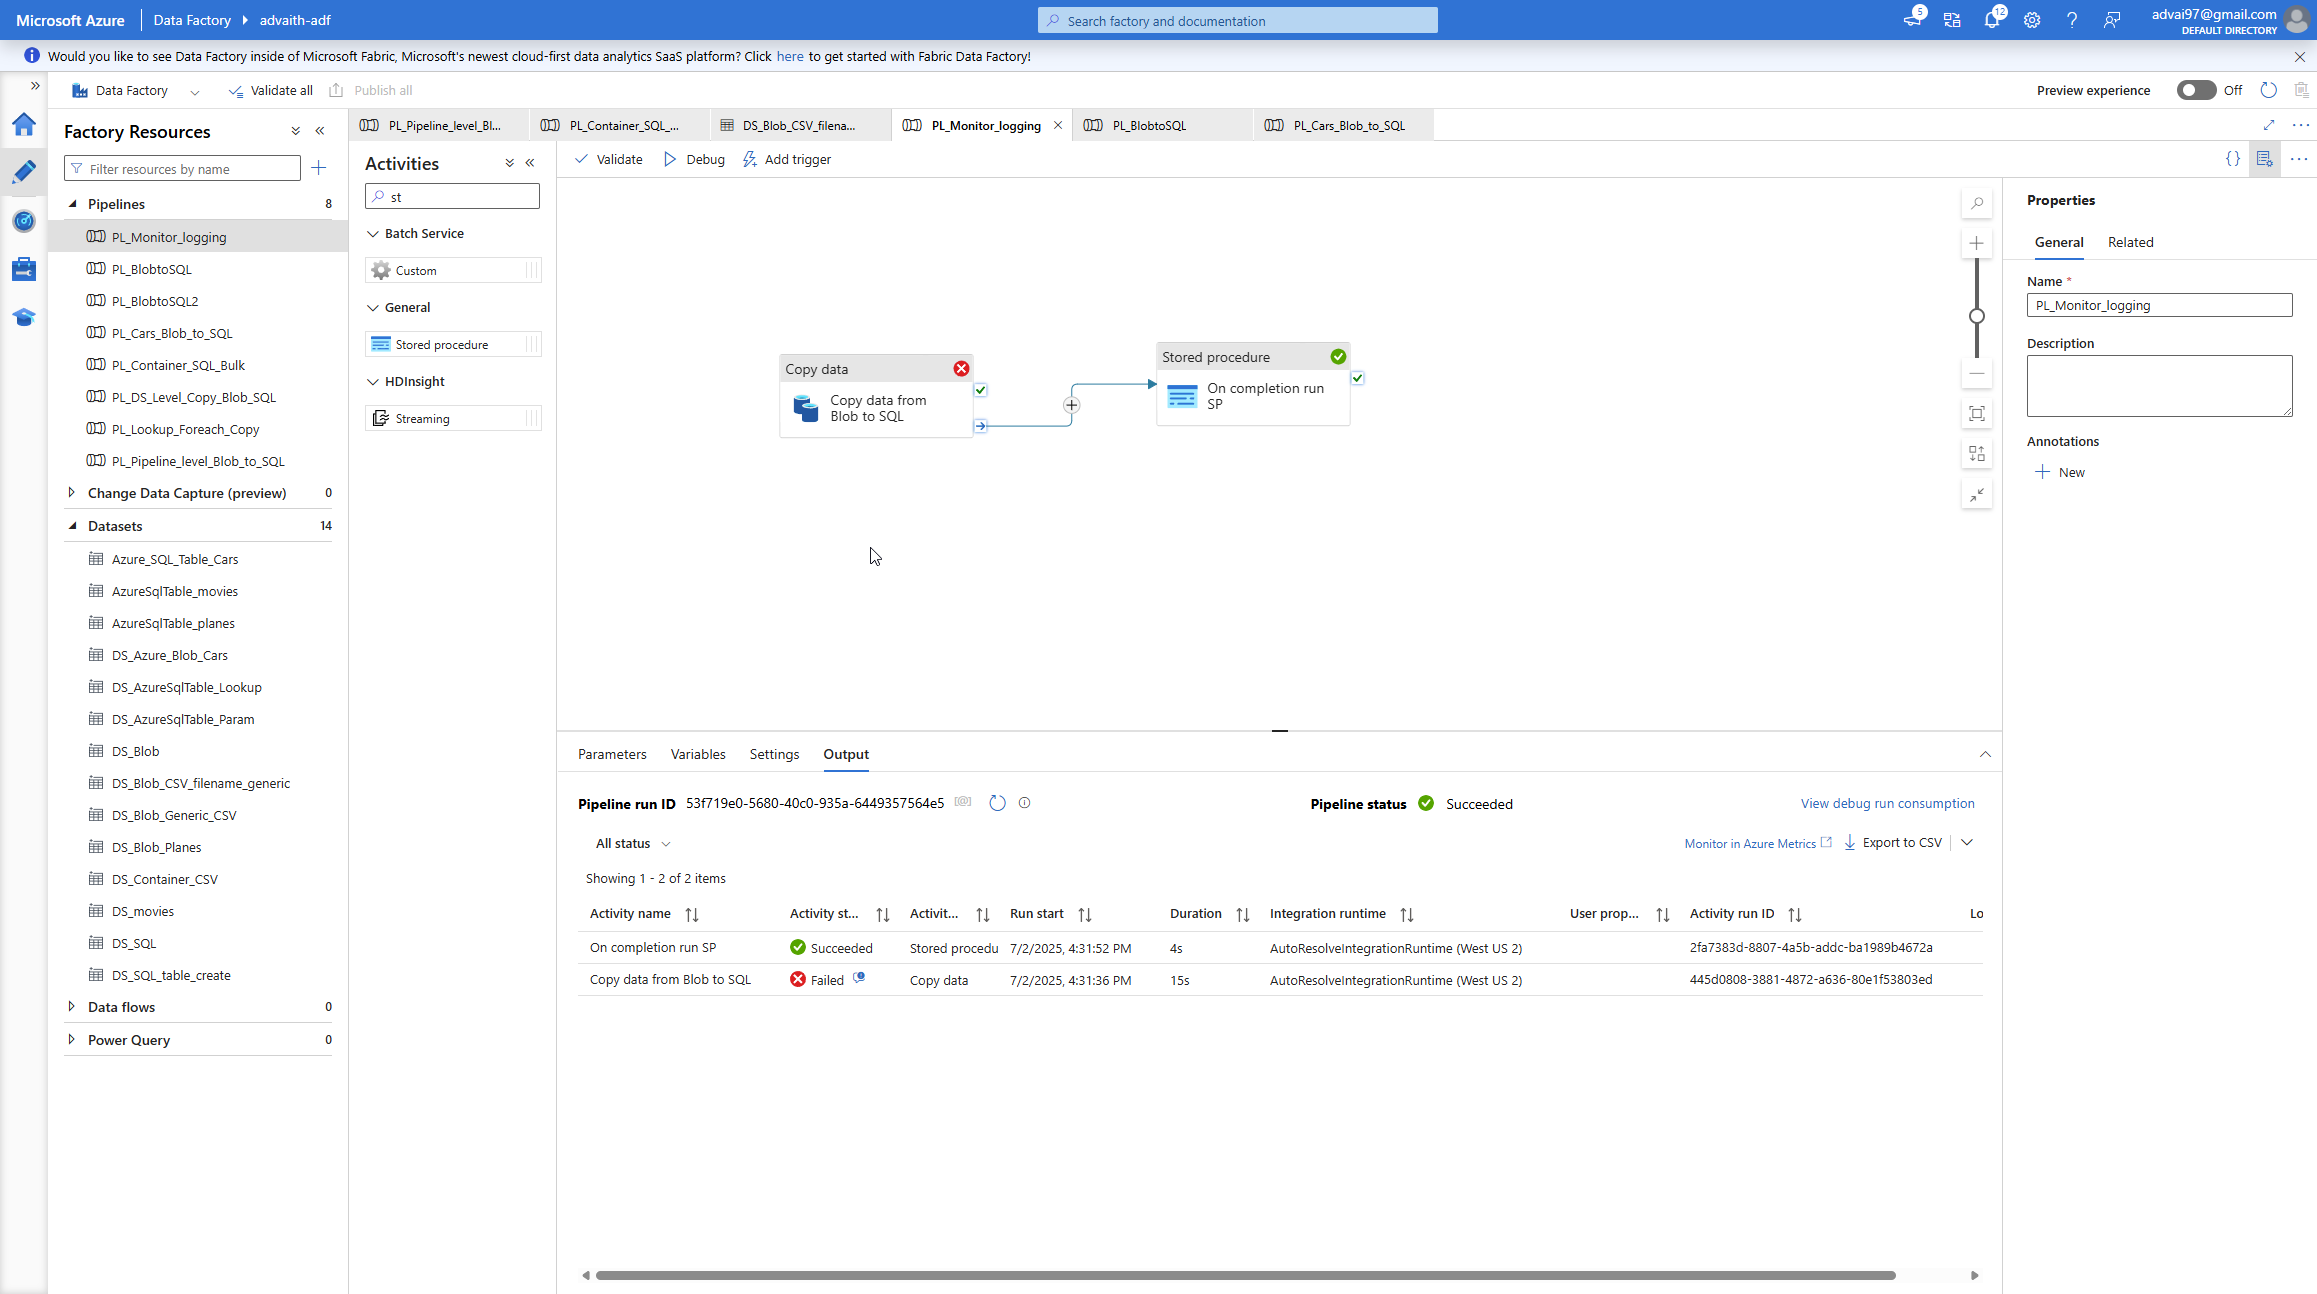 Microsoft Azure
Data Factory
advaith-adf
Search factory and documentation
5
12
advai97@gmail.com
DEFAULT DIRECTORY
Would you like to see Data Factory inside of Microsoft Fabric, Microsoft's newest cloud-first data analytics SaaS platform? Click here to get started with Fabric Data Factory!
Data Factory
Validate all
Publish all
Preview experience
Off
Factory Resources
Filter resources by name
Pipelines 8
PL_Monitor_logging
PL_BlobtoSQL
PL_BlobtoSQL2
PL_Cars_Blob_to_SQL
PL_Container_SQL_Bulk
PL_DS_Level_Copy_Blob_SQL
PL_Lookup_Foreach_Copy
PL_Pipeline_level_Blob_to_SQL
Change Data Capture (preview) 0
Datasets 14
Azure_SQL_Table_Cars
AzureSqlTable_movies
AzureSqlTable_planes
DS_Azure_Blob_Cars
DS_AzureSqlTable_Lookup
DS_AzureSqlTable_Param
DS_Blob
DS_Blob_CSV_filename_generic
DS_Blob_Generic_CSV
DS_Blob_Planes
DS_Container_CSV
DS_movies
DS_SQL
DS_SQL_table_create
Data flows 0
Power Query 0
PL_Pipeline_level_Bl...
PL_Container_SQL_...
DS_Blob_CSV_filena...
PL_Monitor_logging
PL_BlobtoSQL
PL_Cars_Blob_to_SQL
Activities
st
Batch Service
Custom
General
Stored procedure
HDInsight
Streaming
Validate
Debug
Add trigger
Copy data
Copy data from
Blob to SQL
Stored procedure
On completion run
SP
Parameters
Variables
Settings
Output
Pipeline run ID 53f719e0-5680-40c0-935a-6449357564e5
Pipeline status Succeeded
View debug run consumption
All status
Monitor in Azure Metrics
Export to CSV
Showing 1 - 2 of 2 items
Activity name Activity st... Activit... Run start Duration Integration runtime User prop... Activity run ID Lo
On completion run SP Succeeded Stored procedu 7/2/2025, 4:31:52 PM 4s AutoResolveIntegrationRuntime (West US 2) 2fa7383d-8807-4a5b-addc-ba1989b4672a
Copy data from Blob to SQL Failed Copy data 7/2/2025, 4:31:36 PM 15s AutoResolveIntegrationRuntime (West US 2) 445d0808-3881-4872-a636-80e1f53803ed
Properties
General
Related
Name *
PL_Monitor_logging
Description
Annotations
New